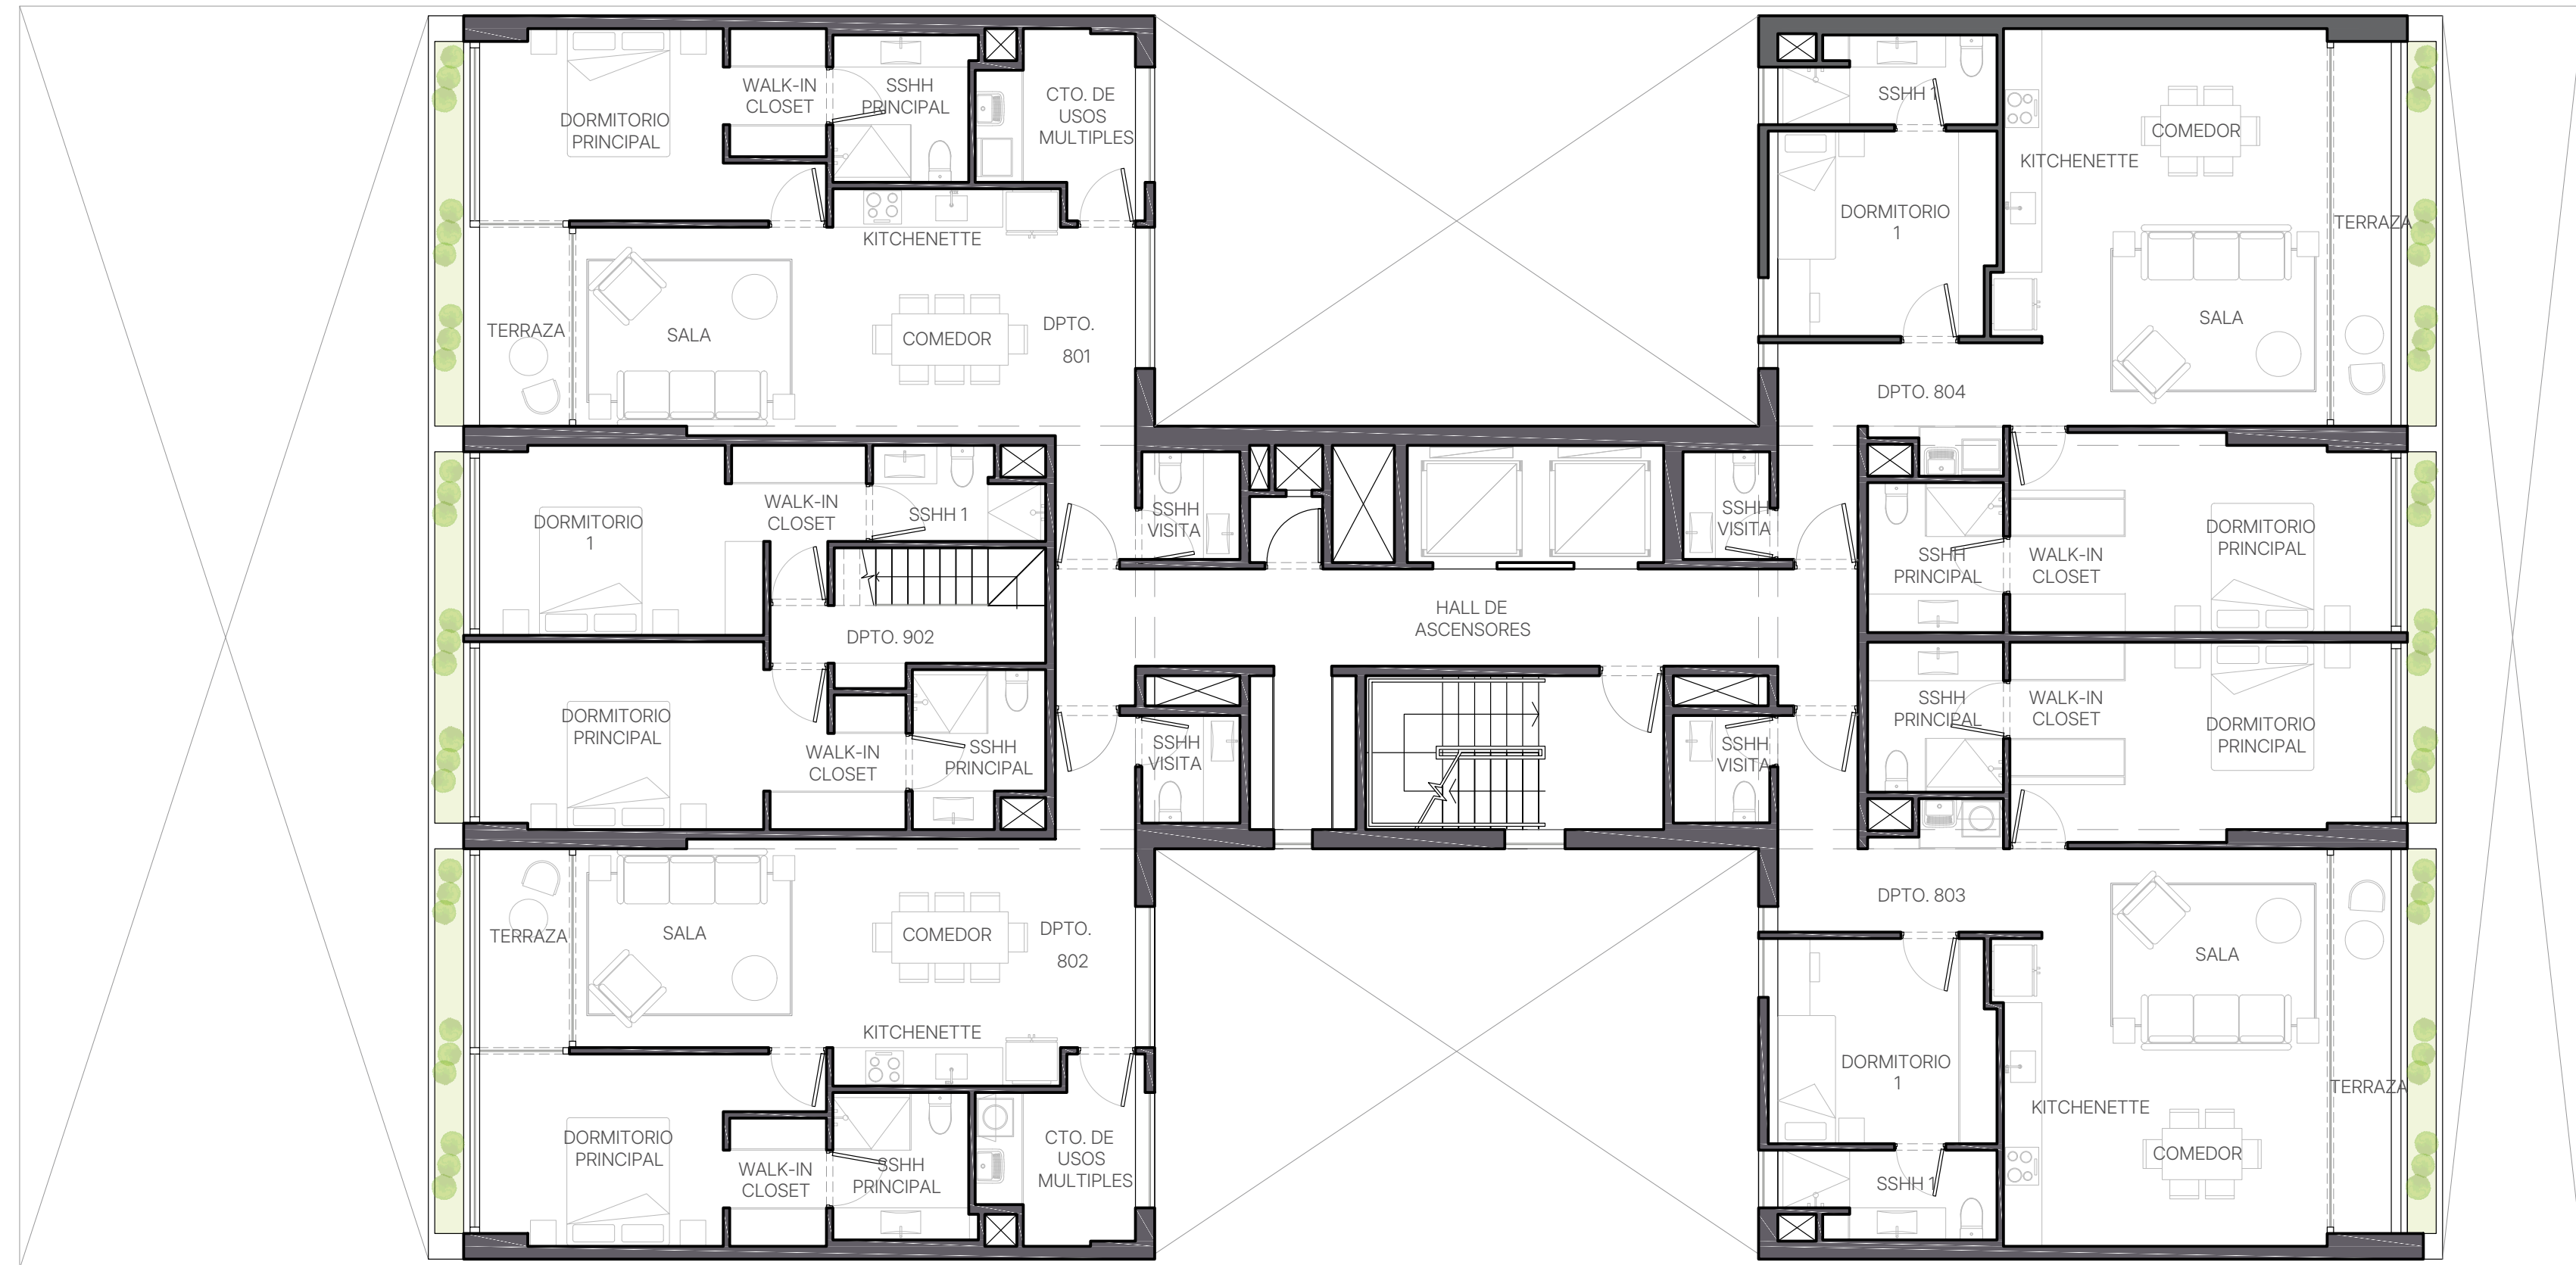 DORMITORIO
PRINCIPAL
WALK-IN
CLOSET
SSHH
PRINCIPAL
CTO. DE
USOS
MULTIPLES
KITCHENETTE
TERRAZA
SALA
COMEDOR
DPTO.
801
SSHH 1
DORMITORIO
1
KITCHENETTE
COMEDOR
TERRAZA
SALA
DPTO. 804
DORMITORIO
1
WALK-IN
CLOSET
SSHH 1
SSHH
VISITA
SSHH
VISITA
SSHH
PRINCIPAL
WALK-IN
CLOSET
DORMITORIO
PRINCIPAL
DPTO. 902
HALL DE
ASCENSORES
DORMITORIO
PRINCIPAL
WALK-IN
CLOSET
SSHH
PRINCIPAL
SSHH
VISITA
SSHH
VISITA
SSHH
PRINCIPAL
WALK-IN
CLOSET
DORMITORIO
PRINCIPAL
TERRAZA
SALA
COMEDOR
DPTO.
802
KITCHENETTE
DPTO. 803
SALA
DORMITORIO
1
KITCHENETTE
TERRAZA
COMEDOR
DORMITORIO
PRINCIPAL
WALK-IN
CLOSET
SSHH
PRINCIPAL
CTO. DE
USOS
MULTIPLES
SSHH 1